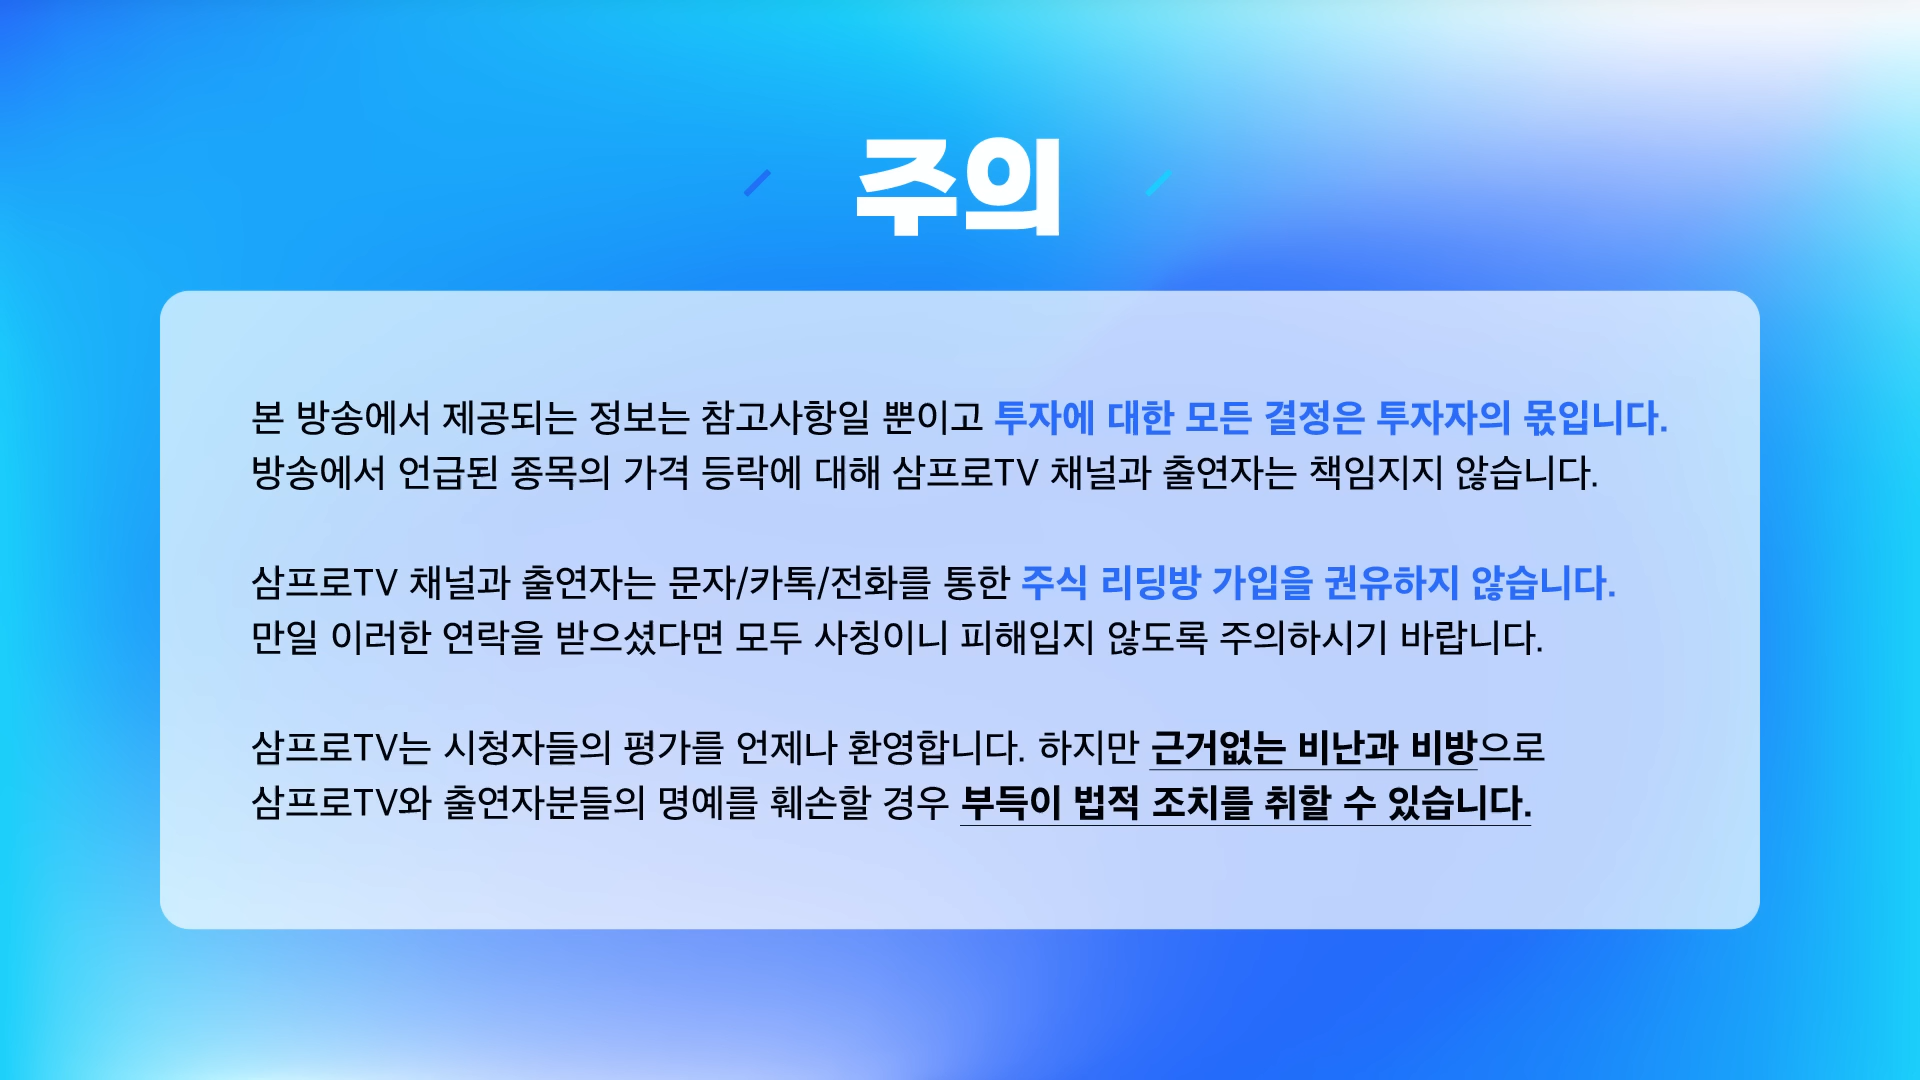 주의
본 방송에서 제공되는 정보는 참고사항일 뿐이고 투자에 대한 모든 결정은 투자자의 몫입니다.
방송에서 언급된 종목의 가격 등락에 대해 삼프로TV 채널과 출연자는 책임지지 않습니다.
삼프로TV 채널과 출연자는 문자/카톡/전화를 통한 주식 리딩방 가입을 권유하지 않습니다.
만일 이러한 연락을 받으셨다면 모두 사칭이니 피해입지 않도록 주의하시기 바랍니다.
삼프로TV는 시청자들의 평가를 언제나 환영합니다. 하지만 근거없는 비난과 비방으로
삼프로TV와 출연자분들의 명예를 훼손할 경우 부득이 법적 조치를 취할 수 있습니다.